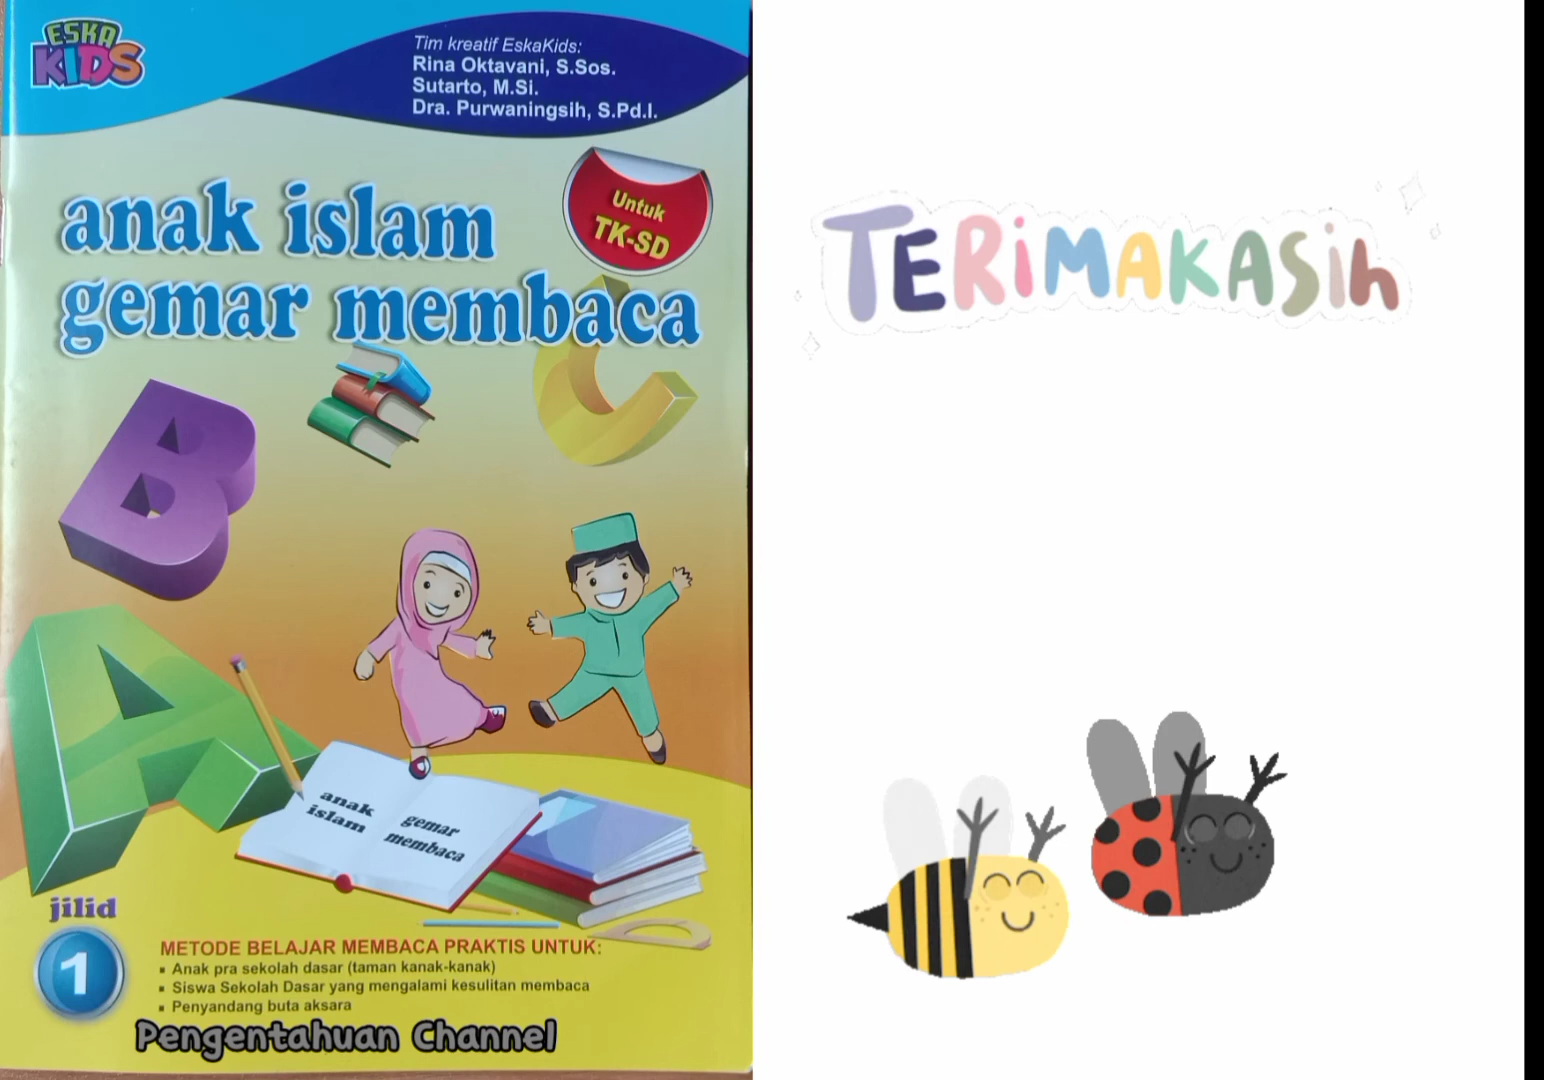 ESKA
KIDS
Tim kreatif EskaKids:
Rina Oktavani, S.Sos.
Sutarto, M.Si.
Dra. Purwaningsih, S.Pd.I.
anak islam
gemar membaca
Untuk
TK-SD
B
C
A
anak
islam
gemar
membaca
jilid
1
METODE BELAJAR MEMBACA PRAKTIS UNTUK:
▪ Anak pra sekolah dasar (taman kanak-kanak)
▪ Siswa Sekolah Dasar yang mengalami kesulitan membaca
▪ Penyandang buta aksara
Pengentahuan Channel
TERiMAKASih